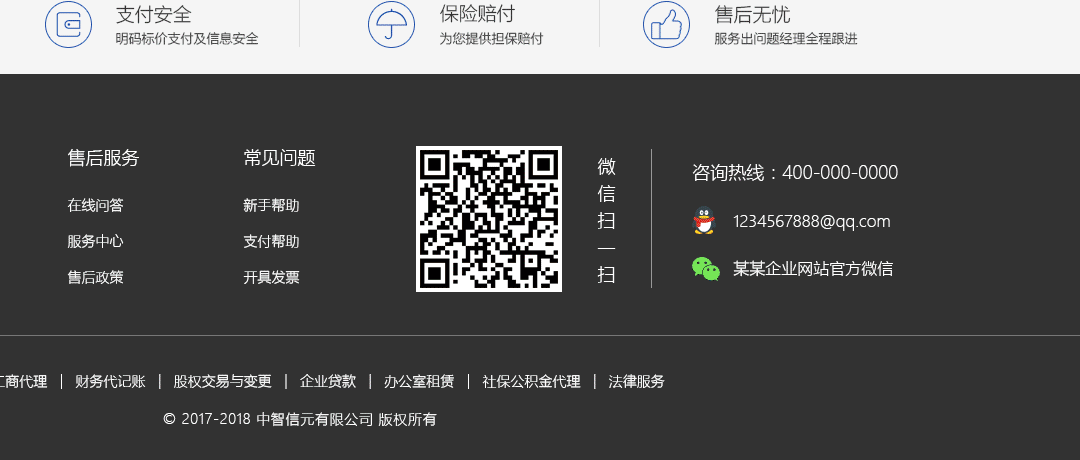 支付安全
明码标价支付及信息安全
保险赔付
为您提供担保赔付
售后无忧
服务出问题经理全程跟进
售后服务
在线问答
服务中心
售后政策
常见问题
新手帮助
支付帮助
开具发票
微信扫一扫
咨询热线：400-000-0000
1234567888@qq.com
某某企业网站官方微信
工商代理 | 财务代记账 | 股权交易与变更 | 企业贷款 | 办公室租赁 | 社保公积金代理 | 法律服务
© 2017-2018 中智信元有限公司 版权所有